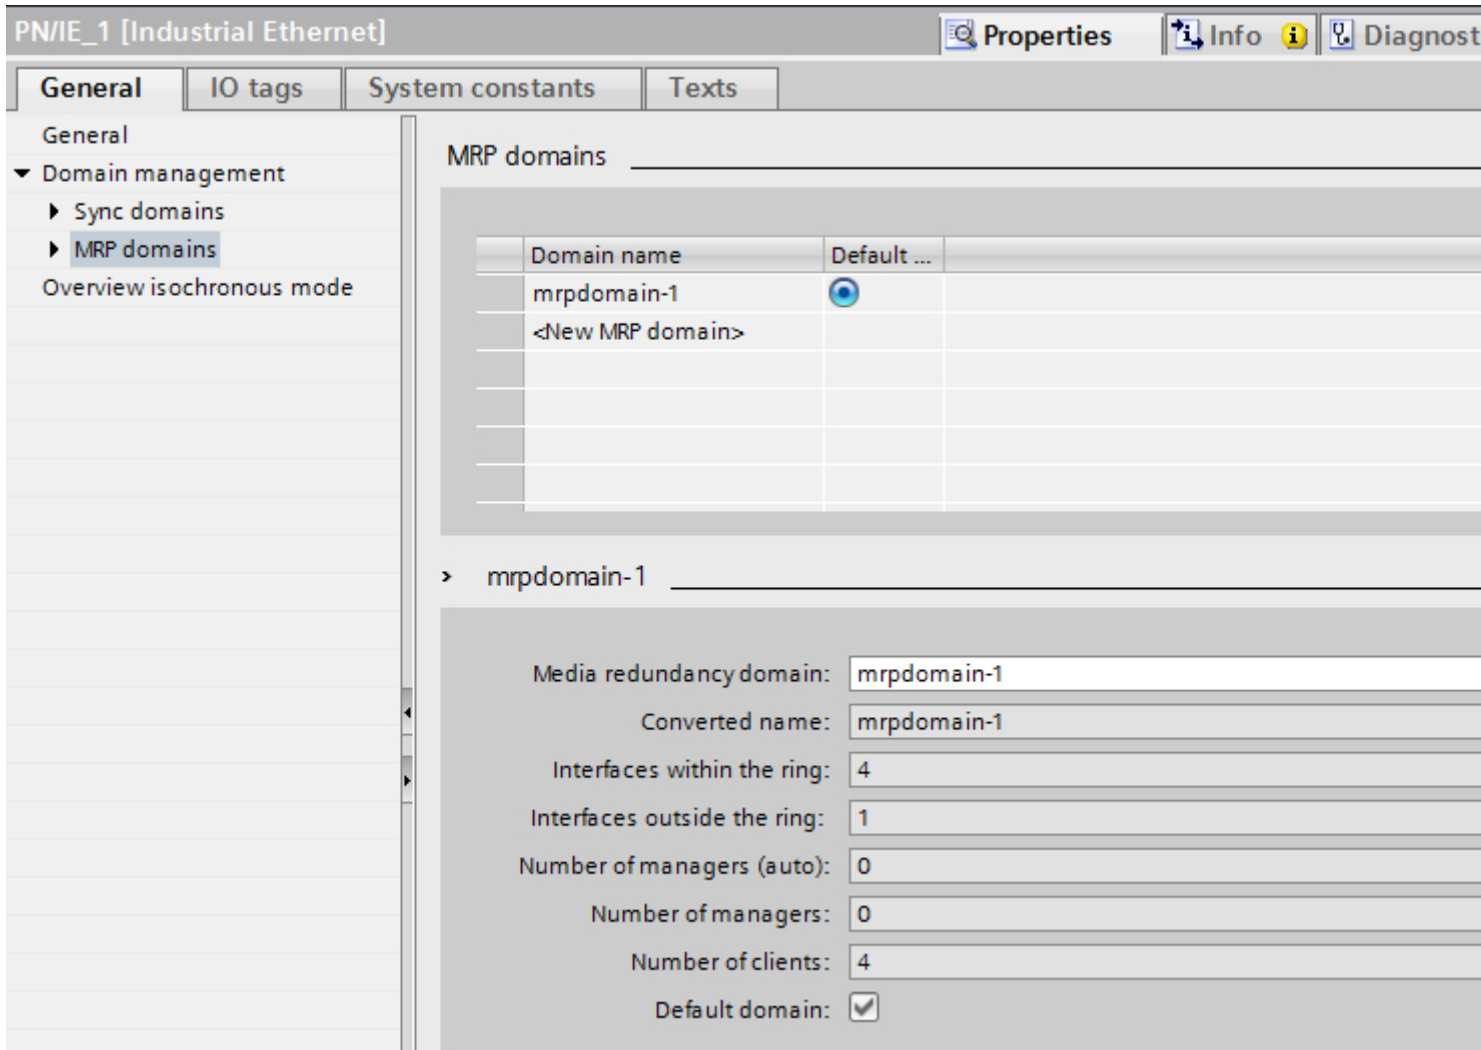 PN/IE_1 [Industrial Ethernet]
Properties
Info
Diagnost
General
IO tags
System constants
Texts
General
Domain management
Sync domains
MRP domains
Overview isochronous mode
MRP domains
Domain name
Default ...
mrpdomain-1
<New MRP domain>
mrpdomain-1
Media redundancy domain: mrpdomain-1
Converted name: mrpdomain-1
Interfaces within the ring: 4
Interfaces outside the ring: 1
Number of managers (auto): 0
Number of managers: 0
Number of clients: 4
Default domain: